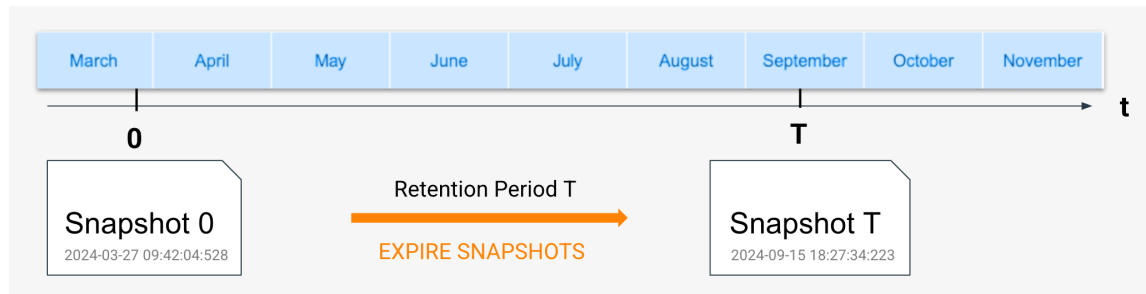 March April May June July August September October November
t
0 T
Retention Period T
Snapshot 0
2024-03-27 09:42:04:528
EXPIRE SNAPSHOTS
Snapshot T
2024-09-15 18:27:34:223